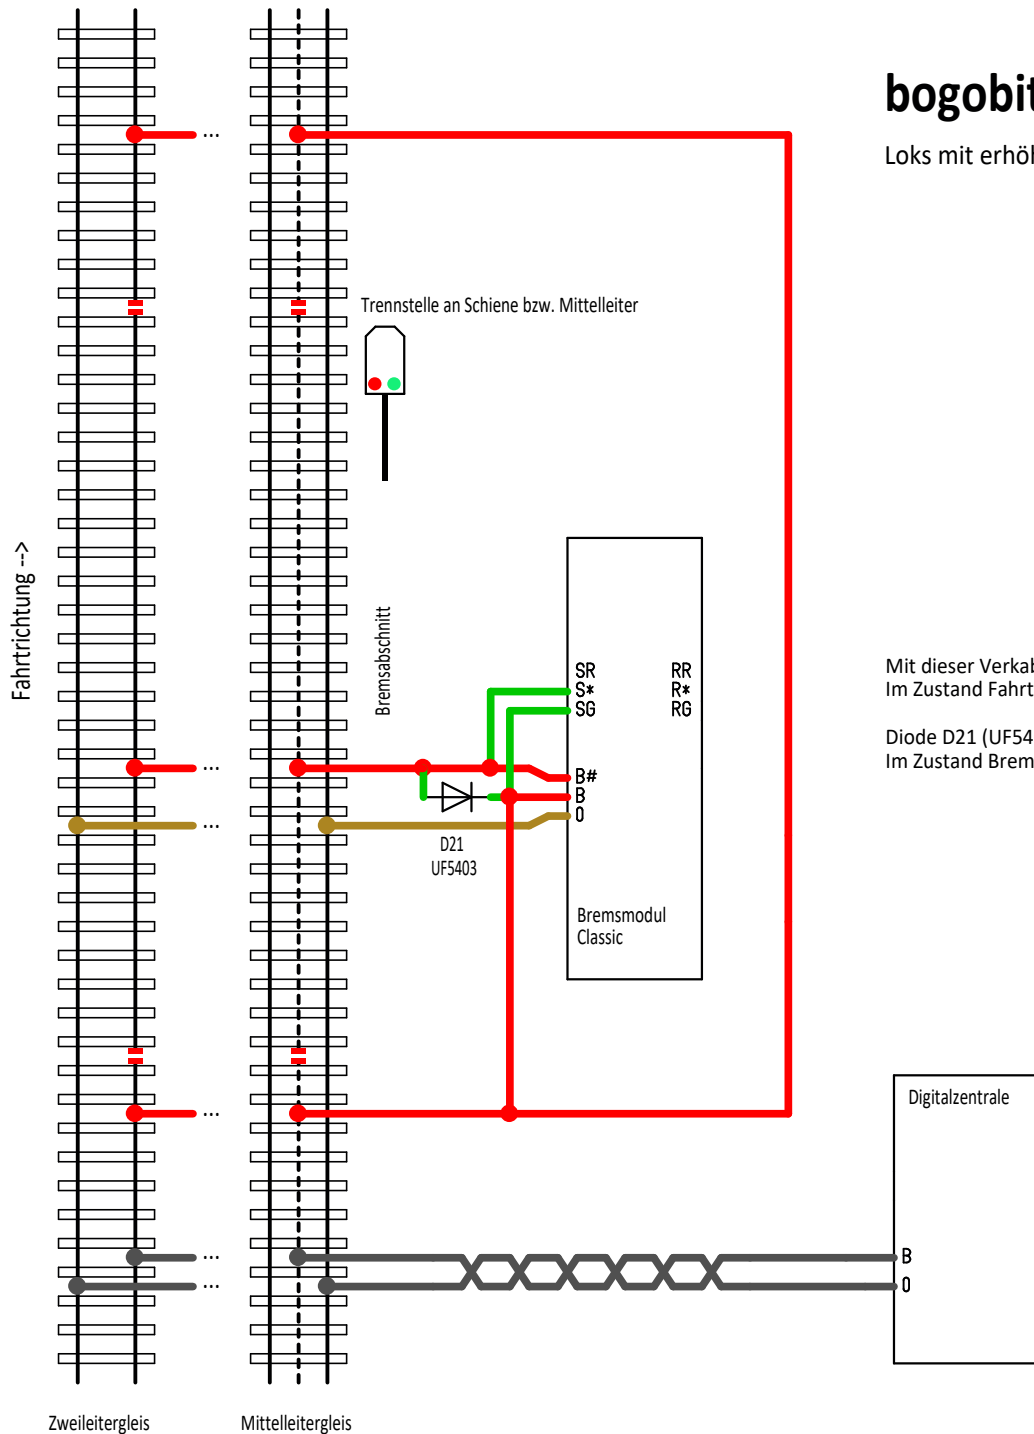 bogobit
Loks mit erhöh
...
Trennstelle an Schiene bzw. Mittelleiter
Fahrtrichtung -->
Bremsabschnitt
SR RR
S* R*
SG RG
Mit dieser Verkab
Im Zustand Fahrt
Diode D21 (UF54
Im Zustand Brem
...
B#
B
...
0
D21
UF5403
Bremsmodul
Classic
Digitalzentrale
...
... B
... 0
Zweileitergleis Mittelleitergleis